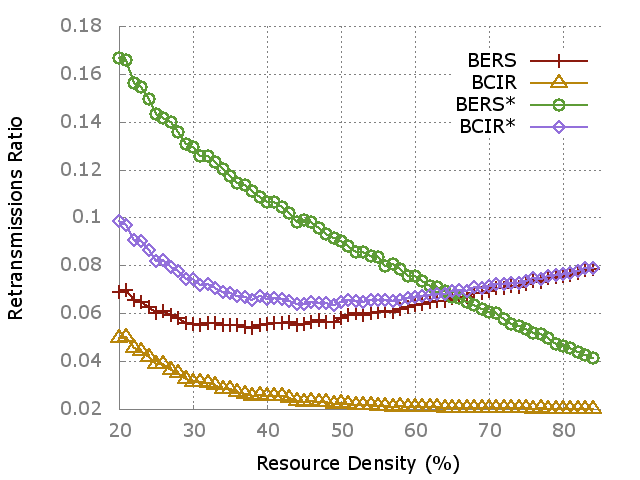 0.18
0.16
0.14
0.12
0.1
0.08
0.06
0.04
0.02
Retransmissions Ratio
BERS
BCIR
BERS*
BCIR*
20 30 40 50 60 70 80
Resource Density (%)